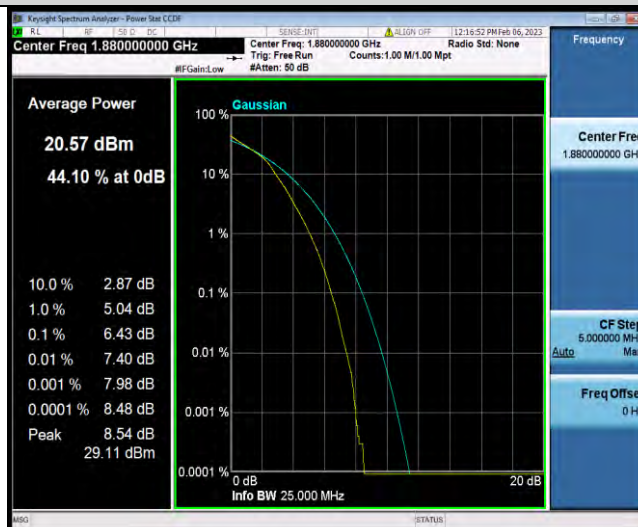 Keysight Spectrum Analyzer - Power Stat CCDF
RL RF 50 Ω DC SENSE:INT ALIGN OFF 12:16:52 PM Feb 06, 2023
Center Freq 1.880000000 GHz
Center Freq: 1.880000000 GHz Radio Std: None
Trig: Free Run Counts:1.00 M/1.00 Mpt
#IFGain:Low #Atten: 50 dB
Frequency
Average Power
20.57 dBm
44.10 % at 0dB
10.0 % 2.87 dB
1.0 % 5.04 dB
0.1 % 6.43 dB
0.01 % 7.40 dB
0.001 % 7.98 dB
0.0001 % 8.48 dB
Peak 8.54 dB
29.11 dBm
Gaussian
100 %
10 %
1 %
0.1 %
0.01 %
0.001 %
0.0001 %
0 dB 20 dB
Info BW 25.000 MHz
Center Fre
1.880000000 GH
CF Ste
5.000000 MH
Auto Ma
Freq Offse
0 H
MSG STATUS